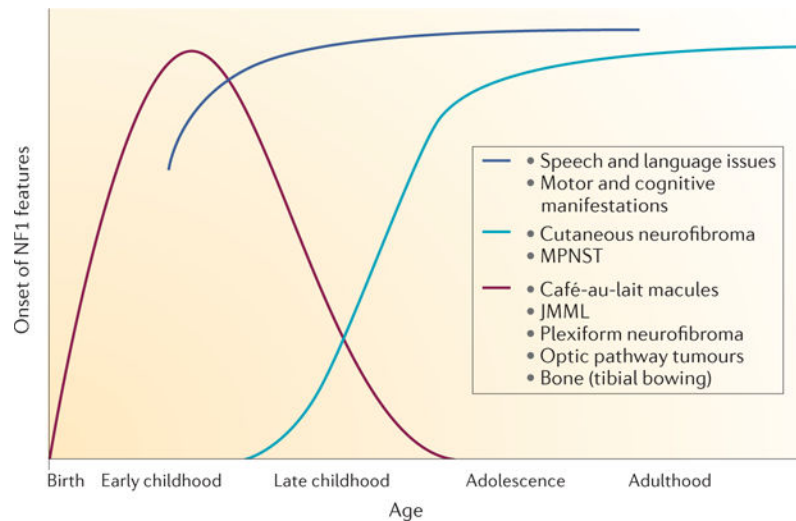 Onset of NF1 features
• Speech and language issues
• Motor and cognitive
manifestations
• Cutaneous neurofibroma
• MPNST
• Café-au-lait macules
• JMML
• Plexiform neurofibroma
• Optic pathway tumours
• Bone (tibial bowing)
Birth Early childhood Late childhood Adolescence Adulthood
Age